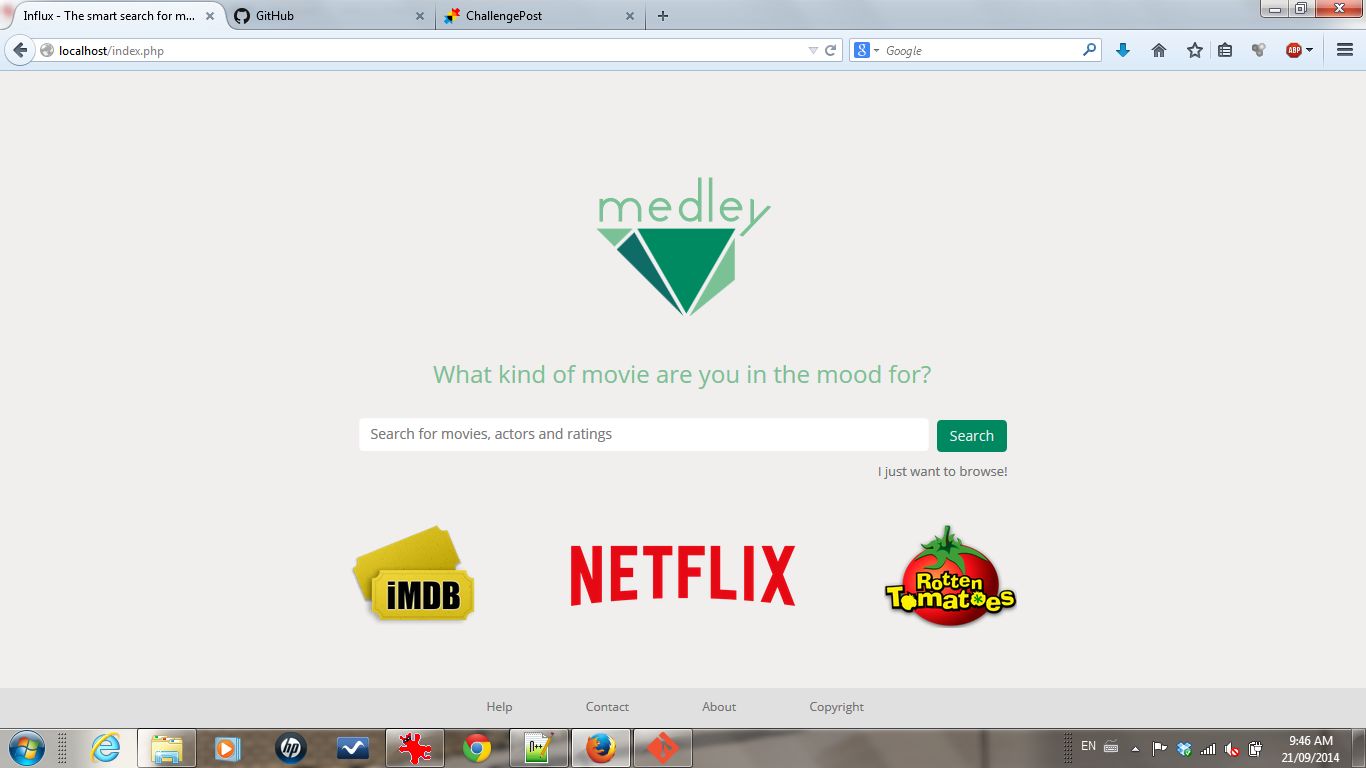 Influx - The smart search for m...
GitHub
ChallengePost
localhost/index.php
Google
ABP
medley
What kind of movie are you in the mood for?
Search for movies, actors and ratings
Search
I just want to browse!
iMDB
NETFLIX
Rotten
Tomatoes
Help
Contact
About
Copyright
hp
EN
9:46 AM
21/09/2014